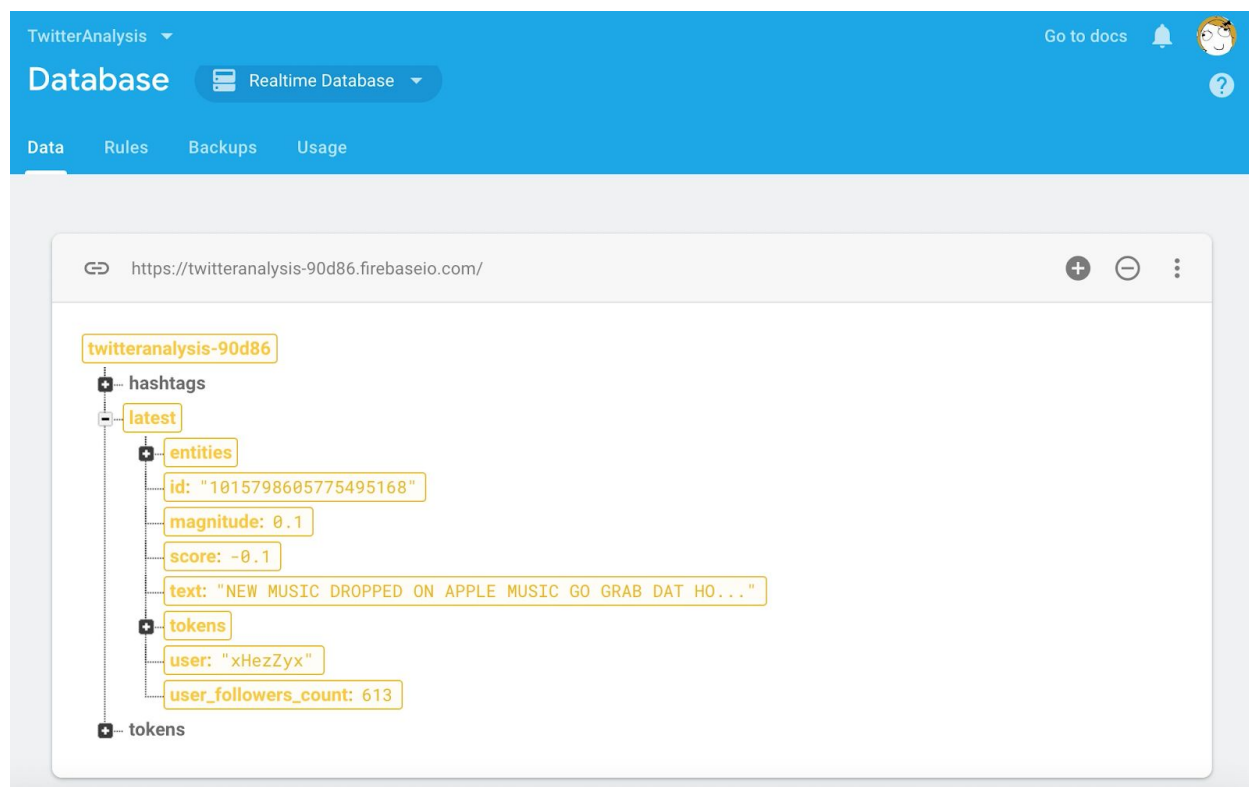 TwitterAnalysis Go to docs
Database Realtime Database ?
Data Rules Backups Usage
https://twitteranalysis-90d86.firebaseio.com/
twitteranalysis-90d86
hashtags
latest
entities
id: "1015798605775495168"
magnitude: 0.1
score: -0.1
text: "NEW MUSIC DROPPED ON APPLE MUSIC GO GRAB DAT HO..."
tokens
user: "xHezZyx"
user_followers_count: 613
tokens